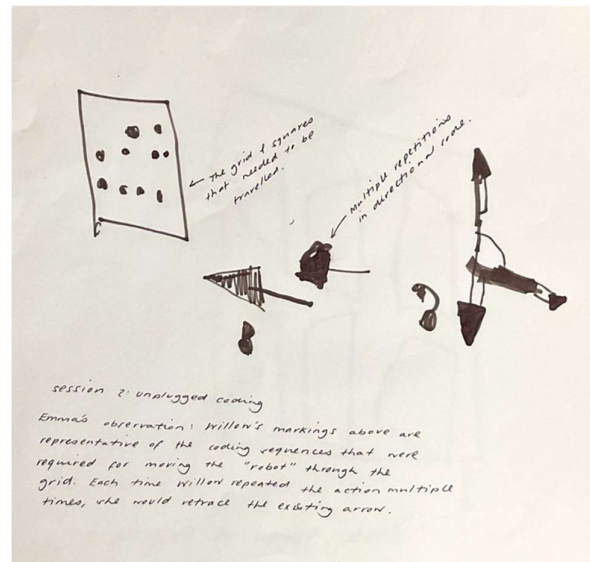 The grid & squares
that needed to be
travelled.
Multiple repetitions
in directional code.
session 2: unplugged coding
Emma's observation: Willow's markings above are
representative of the coding sequences that were
required for moving the "robot" through the
grid. Each time Willow repeated the action multiple
times, she would retrace the existing arrow.